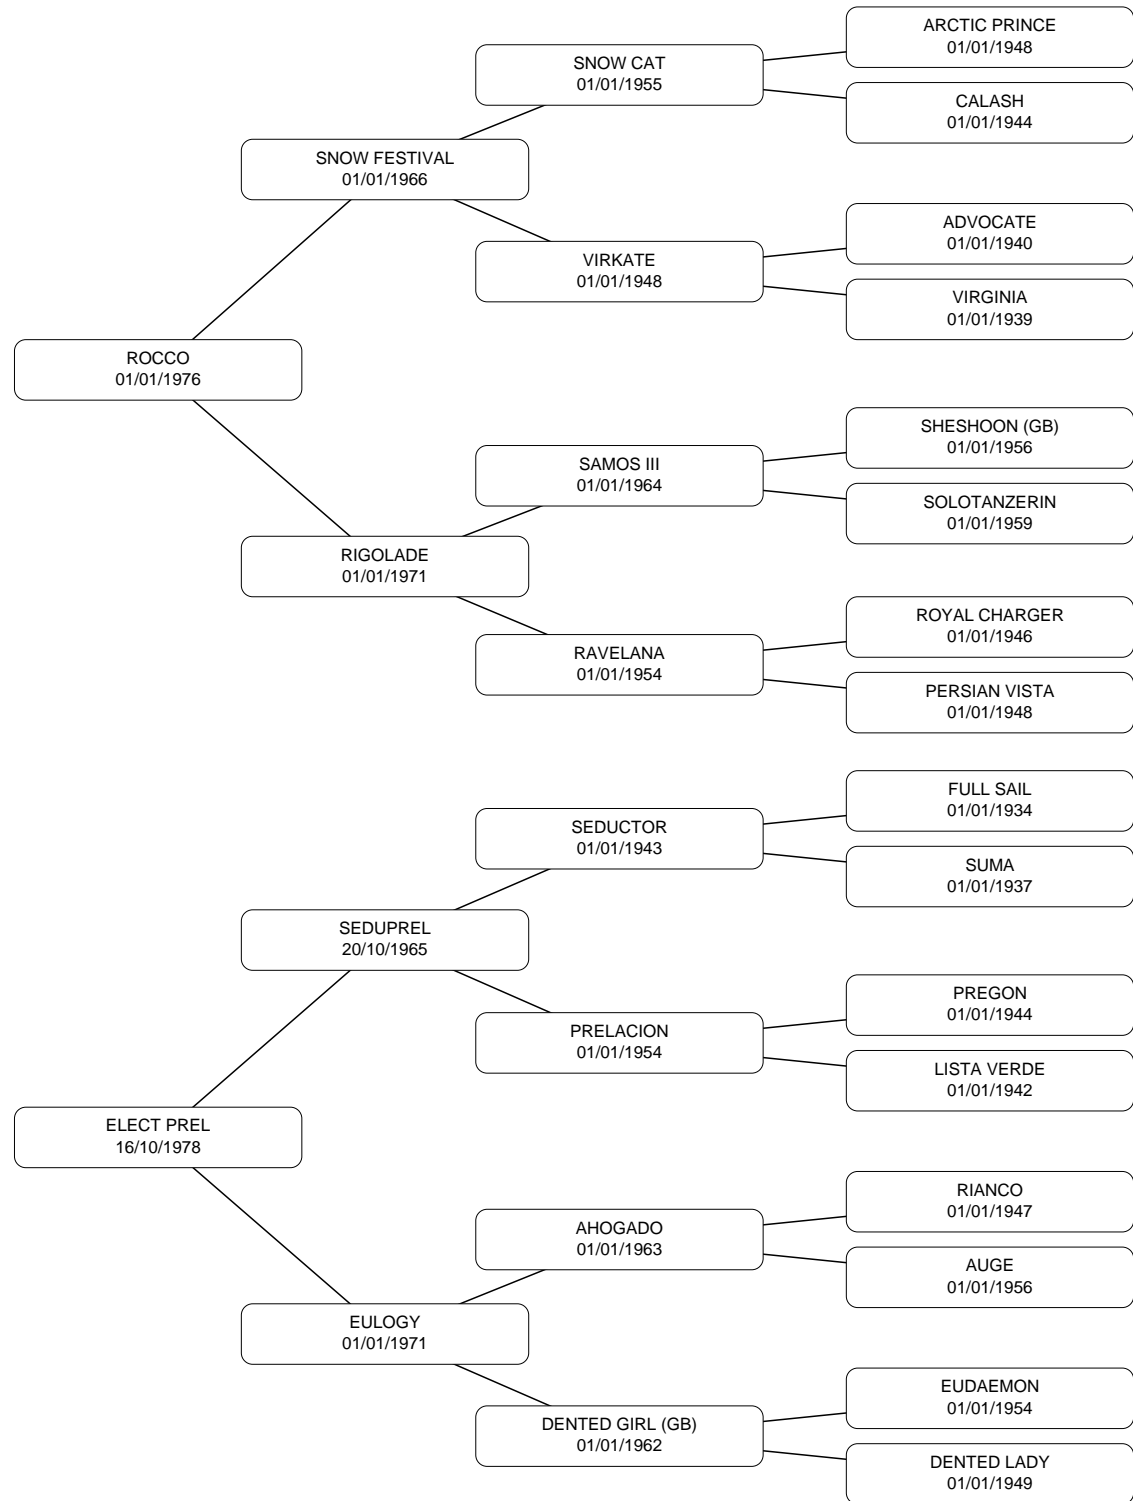 ARCTIC PRINCE
01/01/1948
SNOW CAT
01/01/1955
CALASH
01/01/1944
SNOW FESTIVAL
01/01/1966
ADVOCATE
01/01/1940
VIRKATE
01/01/1948
VIRGINIA
01/01/1939
ROCCO
01/01/1976
SHESHOON (GB)
01/01/1956
SAMOS III
01/01/1964
SOLOTANZERIN
01/01/1959
RIGOLADE
01/01/1971
ROYAL CHARGER
01/01/1946
RAVELANA
01/01/1954
PERSIAN VISTA
01/01/1948
FULL SAIL
01/01/1934
SEDUCTOR
01/01/1943
SUMA
01/01/1937
SEDUPREL
20/10/1965
PREGON
01/01/1944
PRELACION
01/01/1954
LISTA VERDE
01/01/1942
ELECT PREL
16/10/1978
RIANCO
01/01/1947
AHOGADO
01/01/1963
AUGE
01/01/1956
EULOGY
01/01/1971
EUDAEMON
01/01/1954
DENTED GIRL (GB)
01/01/1962
DENTED LADY
01/01/1949